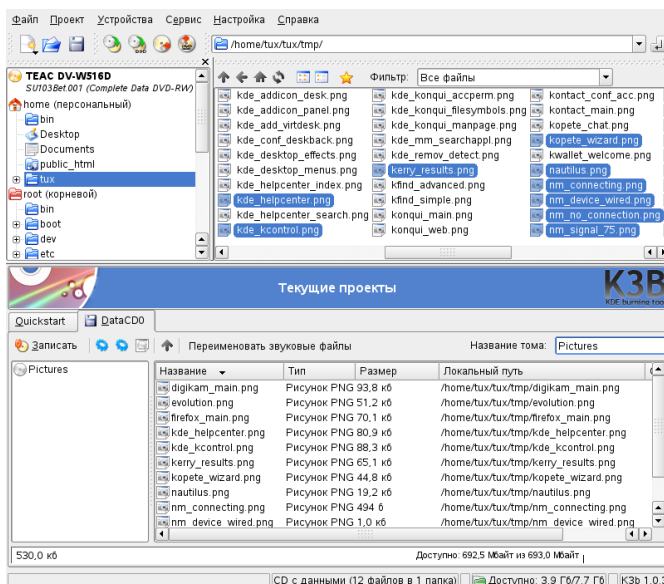 Файл Проект Устройства Сервис Настройка Справка
/home/tux/tux/tmp/
TEAC DV-W516D
SU103Bet.001 (Complete Data DVD-RW)
home (персональный)
bin
Desktop
Documents
public_html
tux
root (корневой)
bin
boot
dev
etc
Фильтр: Все файлы
kde_addicon_desk.png kde_konqui_accperm.png kontact_conf_acc.png
kde_addicon_panel.png kde_konqui_filesymbols.png kontact_main.png
kde_add_virtdesk.png kde_konqui_manpage.png kopete_chat.png
kde_conf_deskback.png kde_mm_searchappl.png kopete_wizard.png
kde_desktop_effects.png kde_remov_detect.png kwallet_welcome.png
kde_desktop_menus.png kerry_results.png nautilus.png
kde_helpcenter_index.png kfind_advanced.png nm_connecting.png
kde_helpcenter.png kfind_simple.png nm_device_wired.png
kde_helpcenter_search.png konqui_main.png nm_no_connection.png
kde_kcontrol.png konqui_web.png nm_signal_75.png
Текущие проекты
K3B
KDE burning too
Quickstart DataCD0
Записать Переименовать звуковые файлы Название тома: Pictures
Pictures
Название Тип Размер Локальный путь
digikam_main.png Рисунок PNG 93,8 кб /home/tux/tux/tmp/digikam_main.png
evolution.png Рисунок PNG 51,2 кб /home/tux/tux/tmp/evolution.png
firefox_main.png Рисунок PNG 70,1 кб /home/tux/tux/tmp/firefox_main.png
kde_helpcenter.png Рисунок PNG 80,9 кб /home/tux/tux/tmp/kde_helpcenter.png
kde_kcontrol.png Рисунок PNG 88,3 кб /home/tux/tux/tmp/kde_kcontrol.png
kerry_results.png Рисунок PNG 65,1 кб /home/tux/tux/tmp/kerry_results.png
kopete_wizard.png Рисунок PNG 44,8 кб /home/tux/tux/tmp/kopete_wizard.png
nautilus.png Рисунок PNG 19,2 кб /home/tux/tux/tmp/nautilus.png
nm_connecting.png Рисунок PNG 494 б /home/tux/tux/tmp/nm_connecting.png
nm_device_wired.png Рисунок PNG 1,0 кб /home/tux/tux/tmp/nm_device_wired.png
530,0 кб Доступно: 692,5 Мбайт из 693,0 Мбайт
CD с данными (12 файлов в 1 папка) Доступно: 3,9 Гб/7,7 Гб K3b 1.0.3